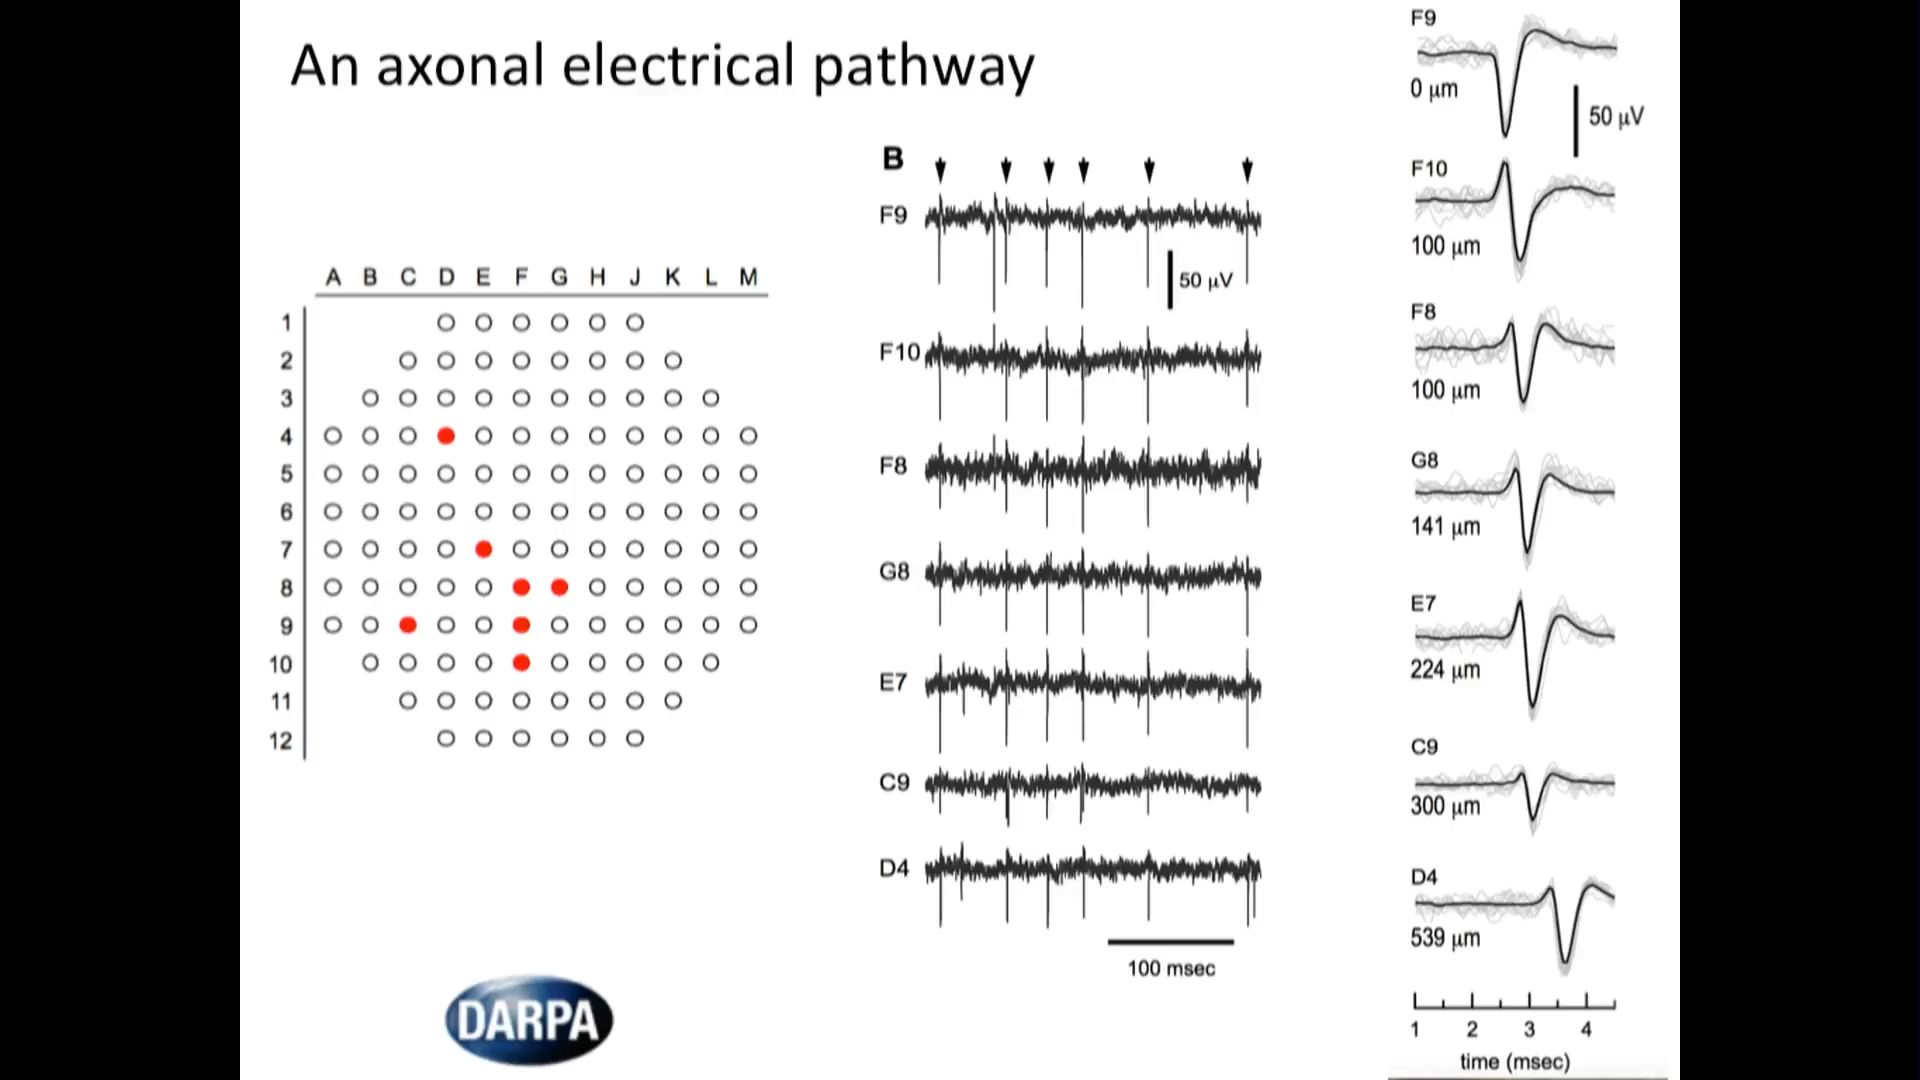 An axonal electrical pathway
A B C D E F G H J K L M
1
2
3
4
5
6
7
8
9
10
11
12
DARPA
B
F9
50 µV
F10
F8
G8
E7
C9
D4
100 msec
F9
0 µm
50 µV
F10
100 µm
F8
100 µm
G8
141 µm
E7
224 µm
C9
300 µm
D4
539 µm
1 2 3 4
time (msec)